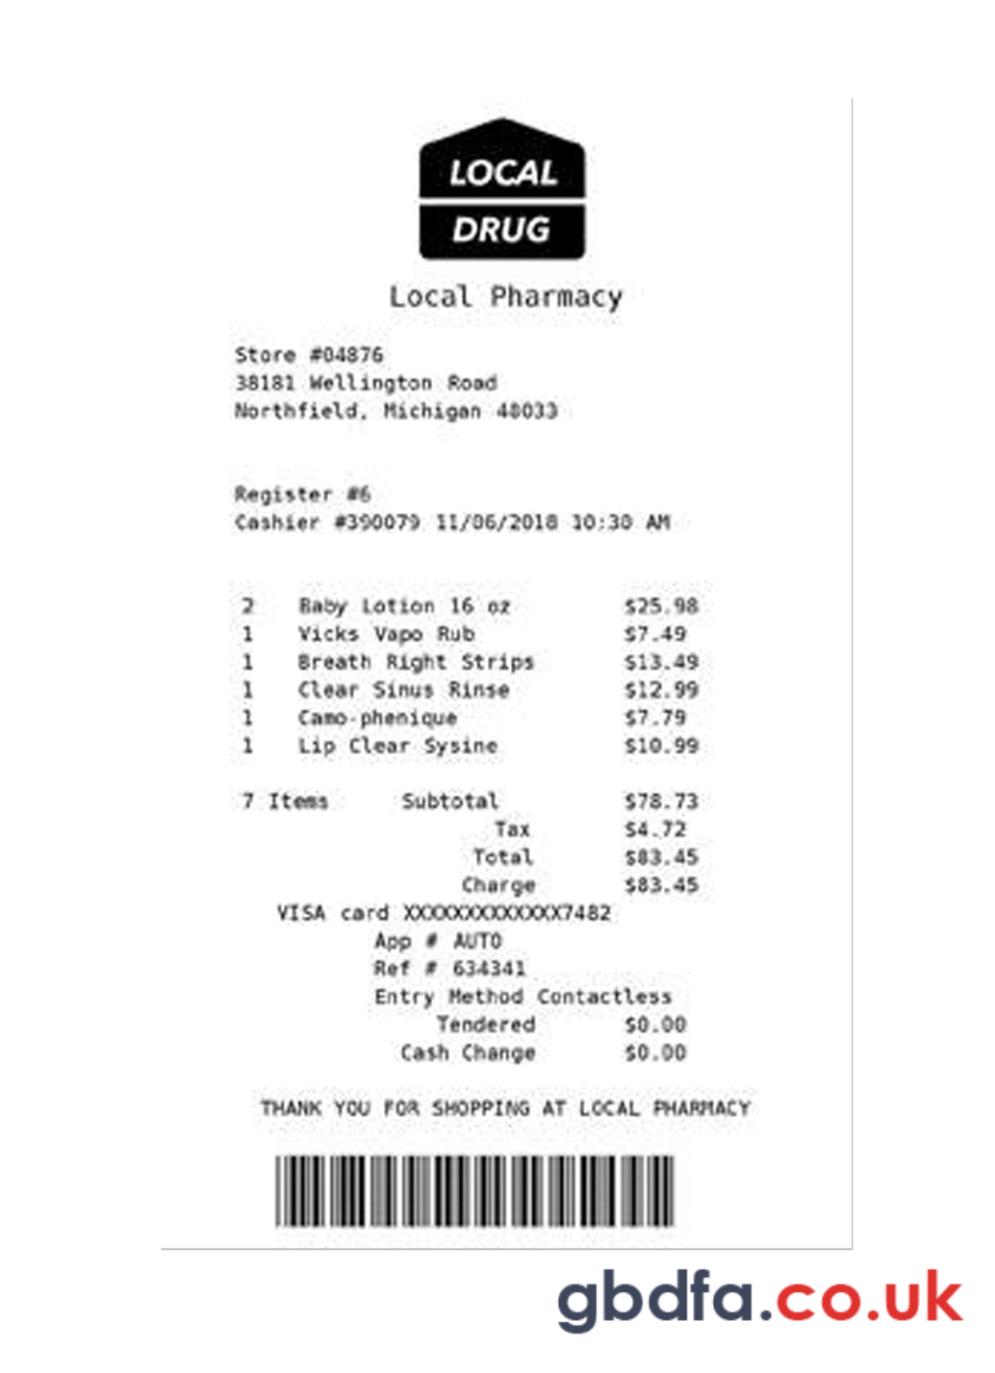 LOCAL
DRUG
Local Pharmacy
Store #04876
38181 Wellington Road
Northfield, Michigan 48033
Register #6
Cashier #390079 11/06/2018 10:30 AM
2 Baby Lotion 16 oz $25.98
1 Vicks Vapo Rub $7.49
1 Breath Right Strips $13.49
1 Clear Sinus Rinse $12.99
1 Camo-phenique $7.79
1 Lip Clear Sysine $10.99
7 Items Subtotal $78.73
Tax $4.72
Total $83.45
Charge $83.45
VISA card XXXXXXXXXXXXX7482
App # AUTO
Ref # 634341
Entry Method Contactless
Tendered $0.00
Cash Change $0.00
THANK YOU FOR SHOPPING AT LOCAL PHARMACY
gbdfa.co.uk